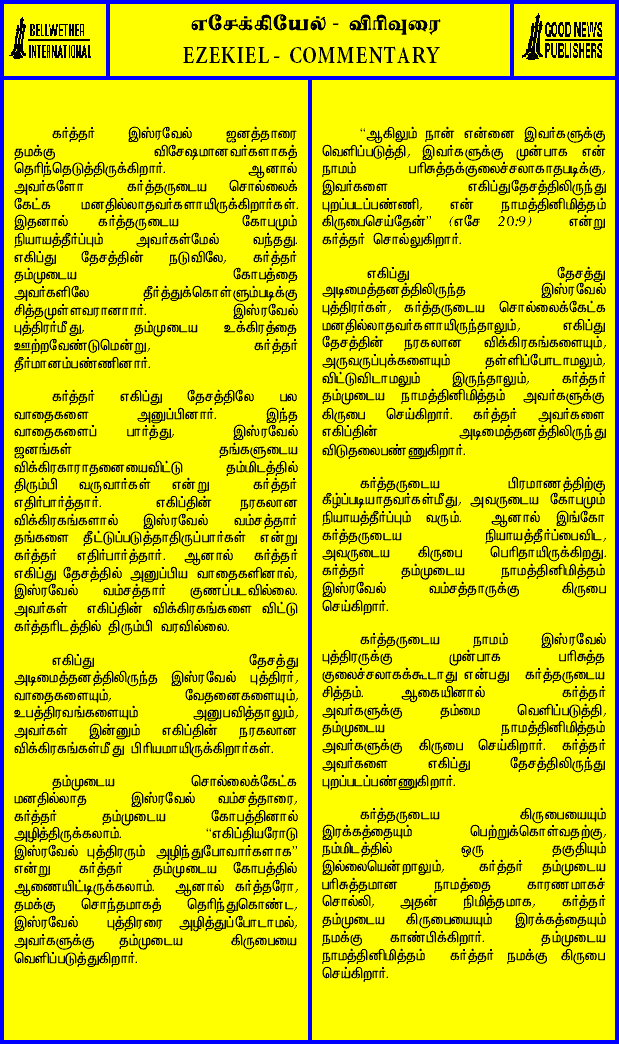 BELLWETHER
INTERNATIONAL
எசேக்கியேல் - விரிவுரை
EZEKIEL - COMMENTARY
GOOD NEWS
PUBLISHERS
கர்த்தர் இஸ்ரவேல் ஜனத்தாரை
தமக்கு விசேஷமானவர்களாகத்
தெரிந்தெடுத்திருக்கிறார். ஆனால்
அவர்களோ கர்த்தருடைய சொல்லைக்
கேட்க மனதில்லாதவர்களாயிருக்கிறார்கள்.
இதனால் கர்த்தருடைய கோபமும்
நியாயத்தீர்ப்பும் அவர்கள்மேல் வந்தது.
எகிப்து தேசத்தின் நடுவிலே, கர்த்தர்
தம்முடைய கோபத்தை
அவர்களிலே தீர்த்துக்கொள்ளும்படிக்கு
சித்தமுள்ளவரானாார். இஸ்ரவேல்
புத்திரர்மீது, தம்முடைய உக்கிரத்தை
ஊற்றவேண்டுமென்று, கர்த்தர்
தீர்மானம்பண்ணினார்.
கர்த்தர் எகிப்து தேசத்திலே பல
வாதைகளை அனுப்பினார். இந்த
வாதைகளைப் பார்த்து, இஸ்ரவேல்
ஜனங்கள் தங்களுடைய
விக்கிரகாராதனையைவிட்டு தம்மிடத்தில்
திரும்பி வருவார்கள் என்று கர்த்தர்
எதிர்பார்த்தார். எகிப்தின் நரகலான
விக்கிரகங்களால் இஸ்ரவேல் வம்சத்தார்
தங்களை தீட்டுப்படுத்தாதிருப்பார்கள் என்று
கர்த்தர் எதிர்பார்த்தார். ஆனால் கர்த்தர்
எகிப்து தேசத்தில் அனுப்பிய வாதைகளினால்,
இஸ்ரவேல் வம்சத்தார் குணப்படவில்லை.
அவர்கள் எகிப்தின் விக்கிரகங்களை விட்டு
கர்த்தரிடத்தில் திரும்பி வரவில்லை.
எகிப்து தேசத்து
அடிமைத்தனத்திலிருந்த இஸ்ரவேல் புத்திரர்,
வாதைகளையும், வேதனைகளையும்,
உபத்திரவங்களையும் அனுபவித்தாலும்,
அவர்கள் இன்னும் எகிப்தின் நரகலான
விக்கிரகங்கள்மீது பிரியமாயிருக்கிறார்கள்.
தம்முடைய சொல்லைக்கேட்க
மனதில்லாத இஸ்ரவேல் வம்சத்தாரை,
கர்த்தர் தம்முடைய கோபத்தினால்
அழித்திருக்கலாம். “எகிப்தியரோடு
இஸ்ரவேல் புத்திரரும் அழிந்துபோவார்களாக”
என்று கர்த்தர் தம்முடைய கோபத்தில்
ஆணையிட்டிருக்கலாம். ஆனால் கர்த்தரோ,
தமக்கு சொந்தமாகத் தெரிந்துகொண்ட,
இஸ்ரவேல் புத்திரரை அழித்துப்போடாமல்,
அவர்களுக்கு தம்முடைய கிருபையை
வெளிப்படுத்துகிறார்.
“ஆகிலும் நான் என்னை இவர்களுக்கு
வெளிப்படுத்தி, இவர்களுக்கு முன்பாக என்
நாமம் பரிசுத்தக்குலைச்சலாகாதபடிக்கு,
இவர்களை எகிப்துதேசத்திலிருந்து
புறப்படப்பண்ணி, என் நாமத்தினிமித்தம்
கிருபைசெய்தேன்” (எசே 20:9) என்று
கர்த்தர் சொல்லுகிறார்.
எகிப்து தேசத்து
அடிமைத்தனத்திலிருந்த இஸ்ரவேல்
புத்திரர்கள், கர்த்தருடைய சொல்லைக்கேட்க
மனதில்லாதவர்களாயிருந்தாலும், எகிப்து
தேசத்தின் நரகலான விக்கிரகங்களையும்,
அருவருப்புக்களையும் தள்ளிப்போடாமலும்,
விட்டுவிடாமலும் இருந்தாலும், கர்த்தர்
தம்முடைய நாமத்தினிமித்தம் அவர்களுக்கு
கிருபை செய்கிறார். கர்த்தர் அவர்களை
எகிப்தின் அடிமைத்தனத்திலிருந்து
விடுதலைபண்ணுகிறார்.
கர்த்தருடைய பிரமாணத்திற்கு
கீழ்ப்படியாதவர்கள்மீது, அவருடைய கோபமும்
நியாயத்தீர்ப்பும் வரும். ஆனால் இங்கோ
கர்த்தருடைய நியாயத்தீர்ப்பைவிட,
அவருடைய கிருபை பெரிதாயிருக்கிறது.
கர்த்தர் தம்முடைய நாமத்தினிமித்தம்
இஸ்ரவேல் வம்சத்தாருக்கு கிருபை
செய்கிறார்.
கர்த்தருடைய நாமம் இஸ்ரவேல்
புத்திரருக்கு முன்பாக பரிசுத்த
குலைச்சலாகக்கூடாது என்பது கர்த்தருடைய
சித்தம். ஆகையினால் கர்த்தர்
அவர்களுக்கு தம்மை வெளிப்படுத்தி,
தம்முடைய நாமத்தினிமித்தம்
அவர்களுக்கு கிருபை செய்கிறார். கர்த்தர்
அவர்களை எகிப்து தேசத்திலிருந்து
புறப்படப்பண்ணுகிறார்.
கர்த்தருடைய கிருபையையும்
இரக்கத்தையும் பெற்றுக்கொள்வதற்கு,
நம்மிடத்தில் ஒரு தகுதியும்
இல்லையென்றாலும், கர்த்தர் தம்முடைய
பரிசுத்தமான நாமத்தை காரணமாகச்
சொல்லி, அதன் நிமித்தமாக, கர்த்தர்
தம்முடைய கிருபையையும் இரக்கத்தையும்
நமக்கு காண்பிக்கிறார். தம்முடைய
நாமத்தினிமித்தம் கர்த்தர் நமக்கு கிருபை
செய்கிறார்.